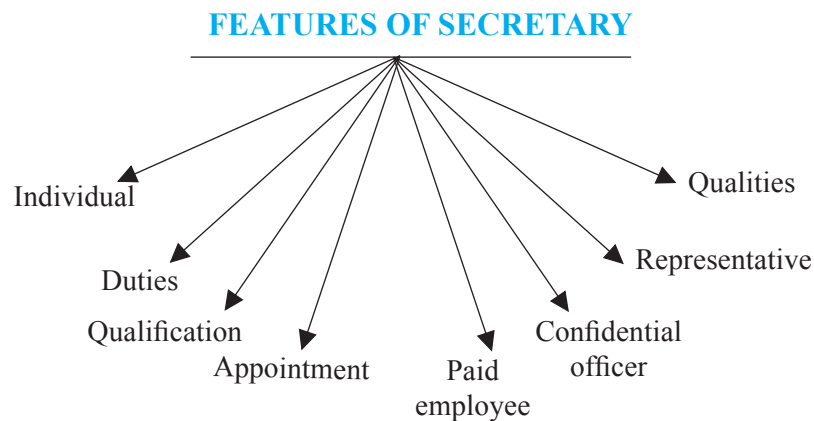 FEATURES OF SECRETARY
Individual
Duties
Qualification
Appointment
Paid
employee
Confidential
officer
Representative
Qualities